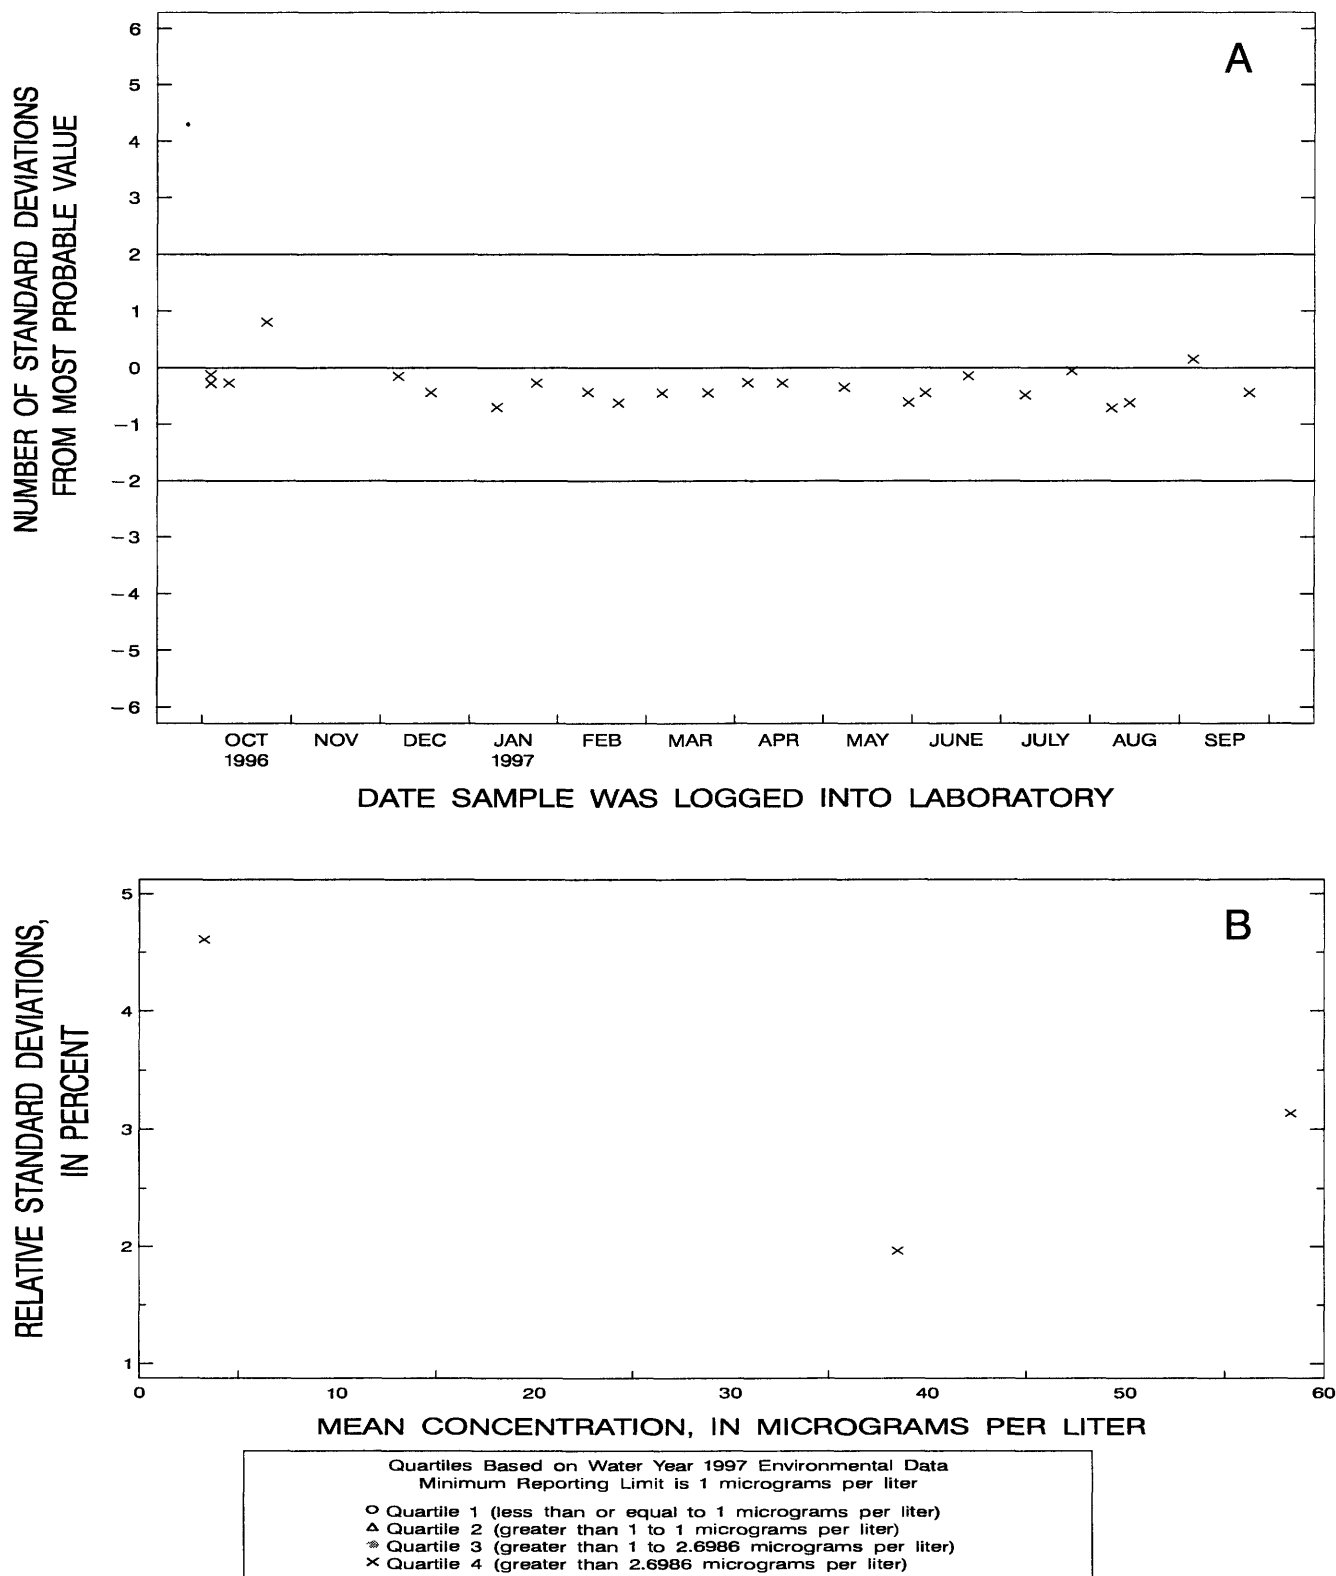 A
NUMBER OF STANDARD DEVIATIONS
FROM MOST PROBABLE VALUE
6
5
4
3
2
1
0
−1
−2
−3
−4
−5
−6
OCT NOV DEC JAN FEB MAR APR MAY JUNE JULY AUG SEP
1996 1997
DATE SAMPLE WAS LOGGED INTO LABORATORY
B
RELATIVE STANDARD DEVIATIONS,
IN PERCENT
5
4
3
2
1
0 10 20 30 40 50 60
MEAN CONCENTRATION, IN MICROGRAMS PER LITER
Quartiles Based on Water Year 1997 Environmental Data
Minimum Reporting Limit is 1 micrograms per liter
Quartile 1 (less than or equal to 1 micrograms per liter)
Quartile 2 (greater than 1 to 1 micrograms per liter)
Quartile 3 (greater than 1 to 2.6986 micrograms per liter)
Quartile 4 (greater than 2.6986 micrograms per liter)